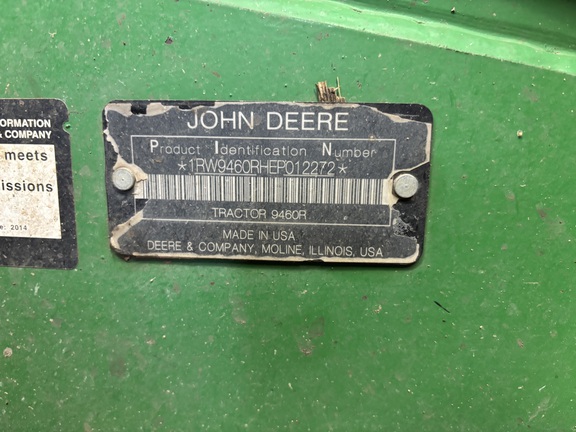 JOHN DEERE
Product Identification Number
*1RW9460RHEP012272*
TRACTOR 9460R
MADE IN USA
DEERE & COMPANY, MOLINE, ILLINOIS, USA
FORMATION
& COMPANY
meets
issions
e: 2014